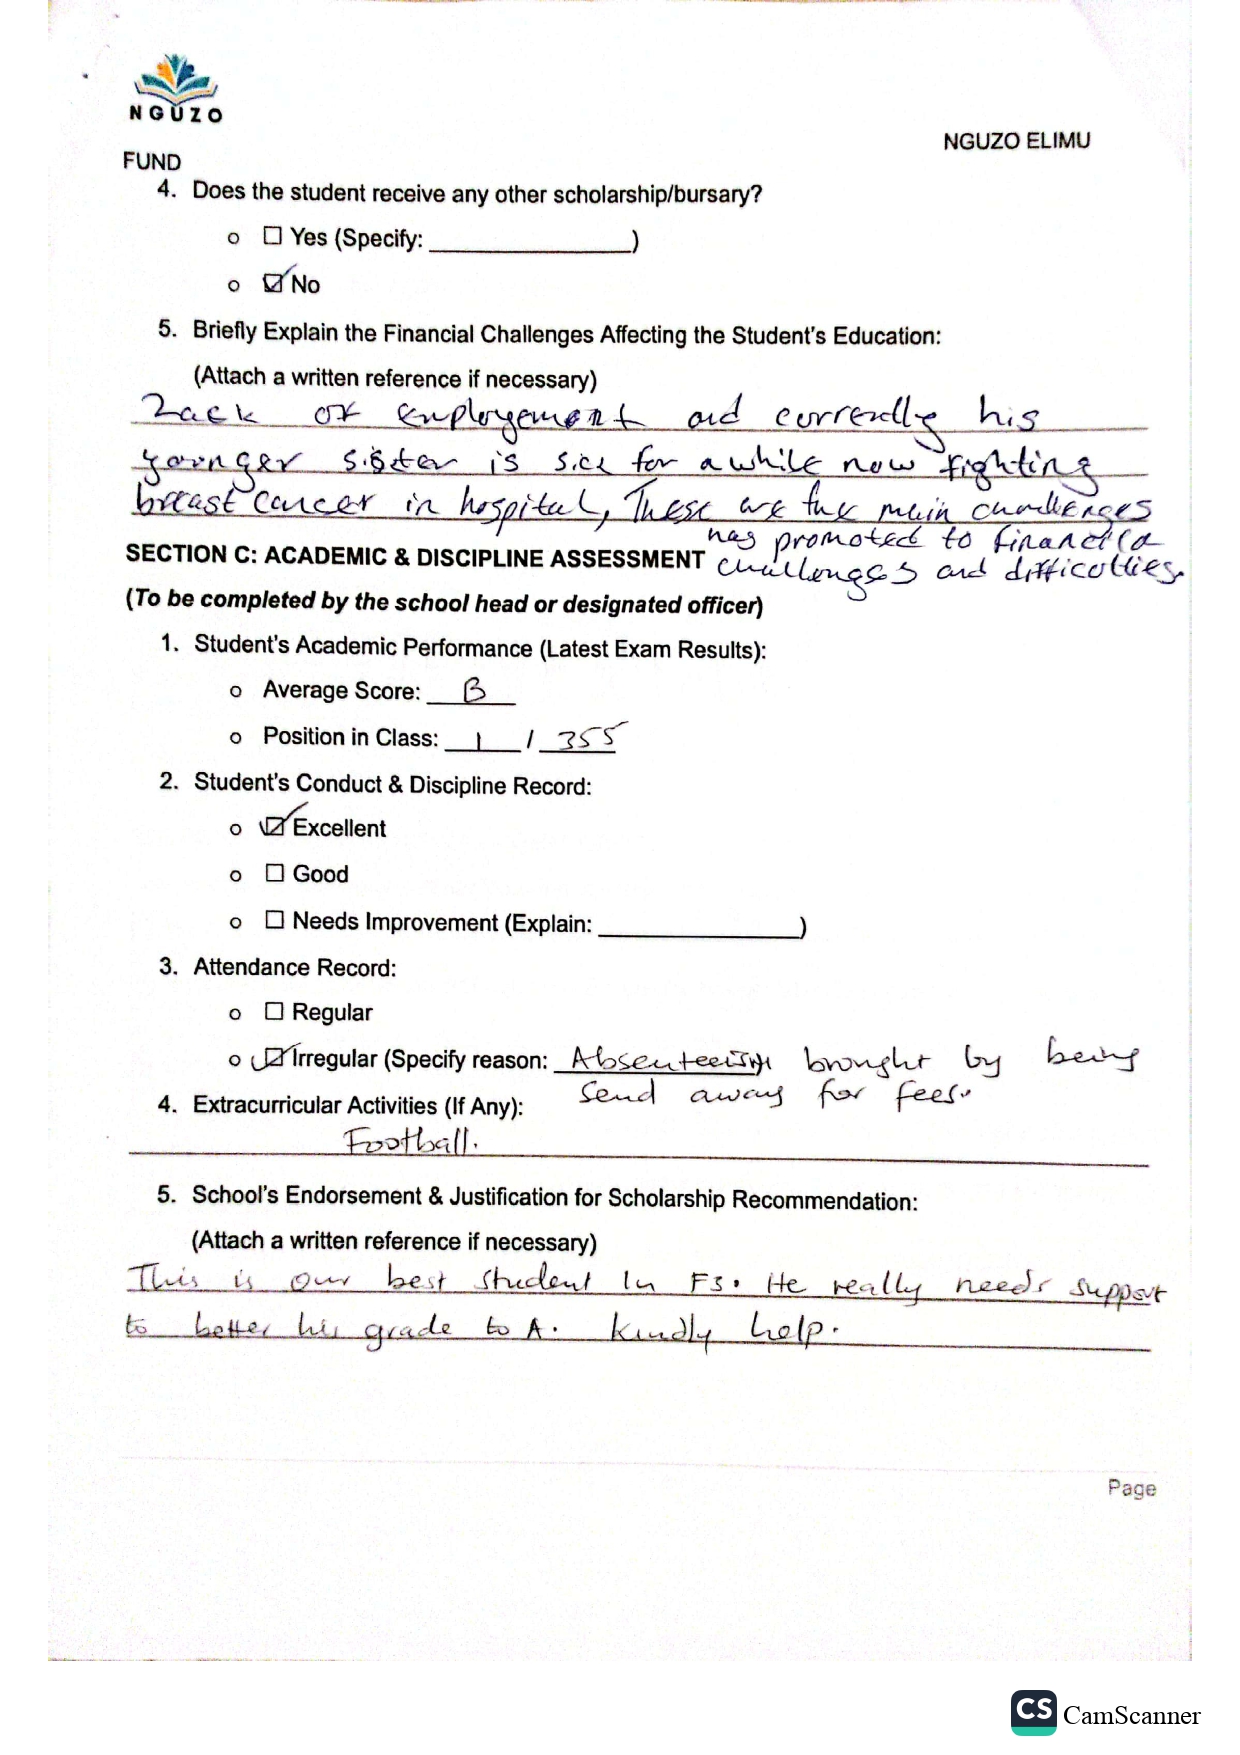 NGUZO
NGUZO ELIMU
FUND
4. Does the student receive any other scholarship/bursary?
o ☐ Yes (Specify: _______________)
o ☑ No
5. Briefly Explain the Financial Challenges Affecting the Student's Education:
(Attach a written reference if necessary)
Lack of employement and currently his
younger sister is sick for a while now fighting
breast cancer in hospital, These are the main challenges
has promoted to financia
SECTION C: ACADEMIC & DISCIPLINE ASSESSMENT challenges and difficulties.
(To be completed by the school head or designated officer)
1. Student's Academic Performance (Latest Exam Results):
o Average Score: B
o Position in Class: 1 / 355
2. Student's Conduct & Discipline Record:
o ☑ Excellent
o ☐ Good
o ☐ Needs Improvement (Explain: _______________)
3. Attendance Record:
o ☐ Regular
o ☑ Irregular (Specify reason: Absenteeism brought by being
send away for fees.
4. Extracurricular Activities (If Any):
Football.
5. School's Endorsement & Justification for Scholarship Recommendation:
(Attach a written reference if necessary)
This is our best student In F3. He really needs support
to better his grade to A. Kindly help.
Page
CS CamScanner